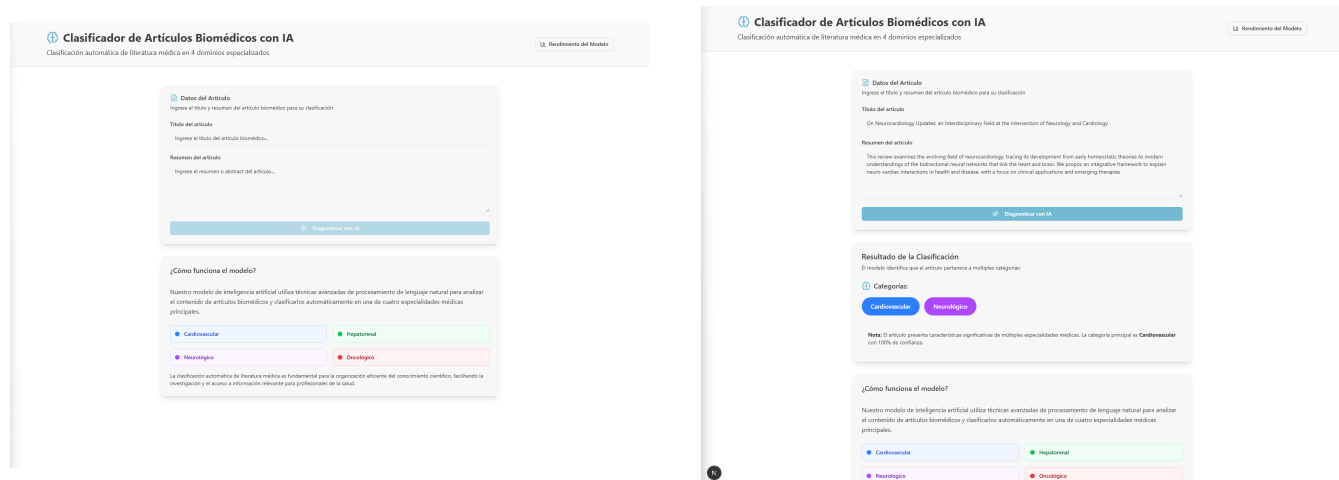 Clasificador de Artículos Biomédicos con IA
Clasificación automática de literatura médica en 4 dominios especializados
Rendimiento del Modelo
Datos del Artículo
Ingrese el título y resumen del artículo biomédico para su clasificación
Título del artículo
Ingrese el título del artículo biomédico...
Resumen del artículo
Ingrese el resumen o abstract del artículo...
Diagnosticar con IA
¿Cómo funciona el modelo?
Nuestro modelo de inteligencia artificial utiliza técnicas avanzadas de procesamiento de lenguaje natural para analizar
el contenido de artículos biomédicos y clasificarlos automáticamente en una de cuatro especialidades médicas
principales.
Cardiovascular
Hepatorenal
Neurológico
Oncológico
La clasificación automática de literatura médica es fundamental para la organización eficiente del conocimiento científico, facilitando la
investigación y el acceso a información relevante para profesionales de la salud.
Clasificador de Artículos Biomédicos con IA
Clasificación automática de literatura médica en 4 dominios especializados
Rendimiento del Modelo
Datos del Artículo
Ingrese el título y resumen del artículo biomédico para su clasificación
Título del artículo
On Neurocardiology Updates: an Interdisciplinary Field at the Intersection of Neurology and Cardiology
Resumen del artículo
This review examines the evolving field of neurocardiology, tracing its development from early homeostatic theories to modern
understandings of the bidirectional neural networks that link the heart and brain. We propos an integrative framework to explain
neuro-cardiac interactions in health and disease, with a focus on clinical applications and emerging therapies
Diagnosticar con IA
Resultado de la Clasificación
El modelo identifica que el artículo pertenece a múltiples categorías:
Categorías:
Cardiovascular
Neurológico
Nota: El artículo presenta características significativas de múltiples especialidades médicas. La categoría principal es Cardiovascular
con 100% de confianza.
¿Cómo funciona el modelo?
Nuestro modelo de inteligencia artificial utiliza técnicas avanzadas de procesamiento de lenguaje natural para analizar
el contenido de artículos biomédicos y clasificarlos automáticamente en una de cuatro especialidades médicas
principales.
Cardiovascular
Hepatorenal
Neurológico
Oncológico
N